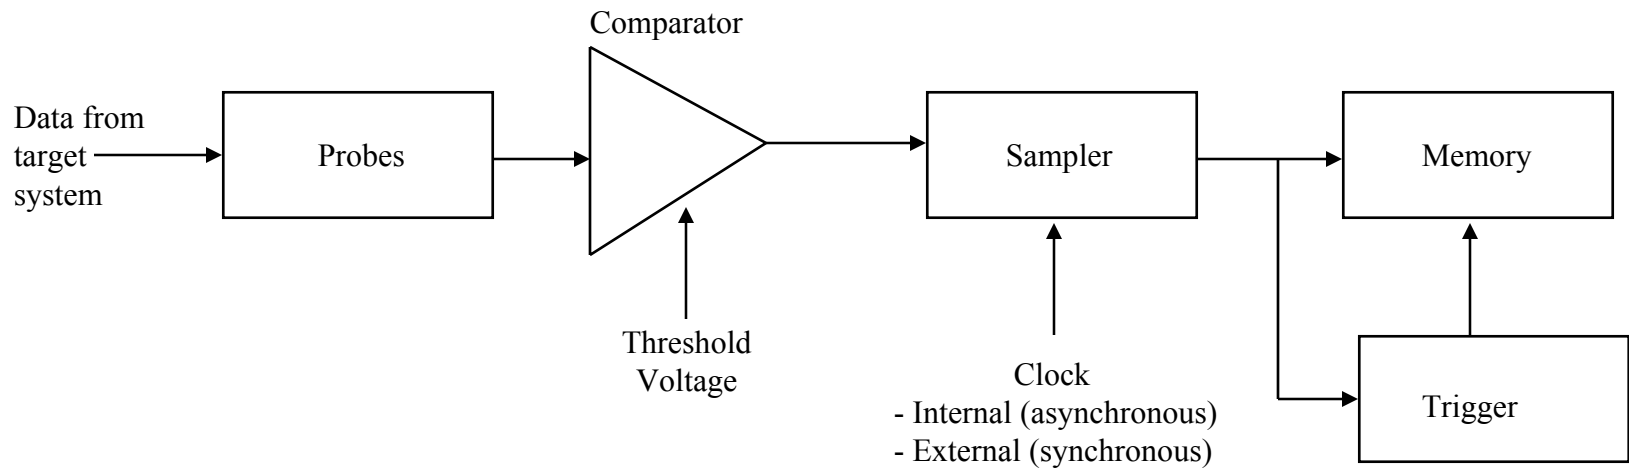 Comparator
Data from
target
system
Probes
Sampler
Memory
Threshold
Voltage
Clock
- Internal (asynchronous)
- External (synchronous)
Trigger